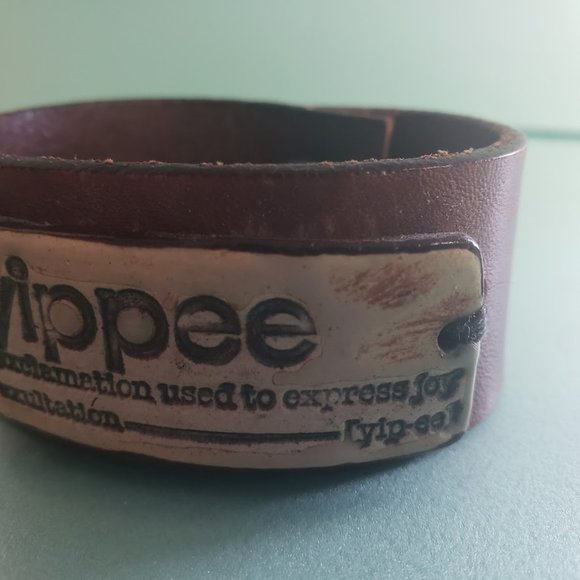 yippee
exclamation used to express joy
exultation [yip-ee]